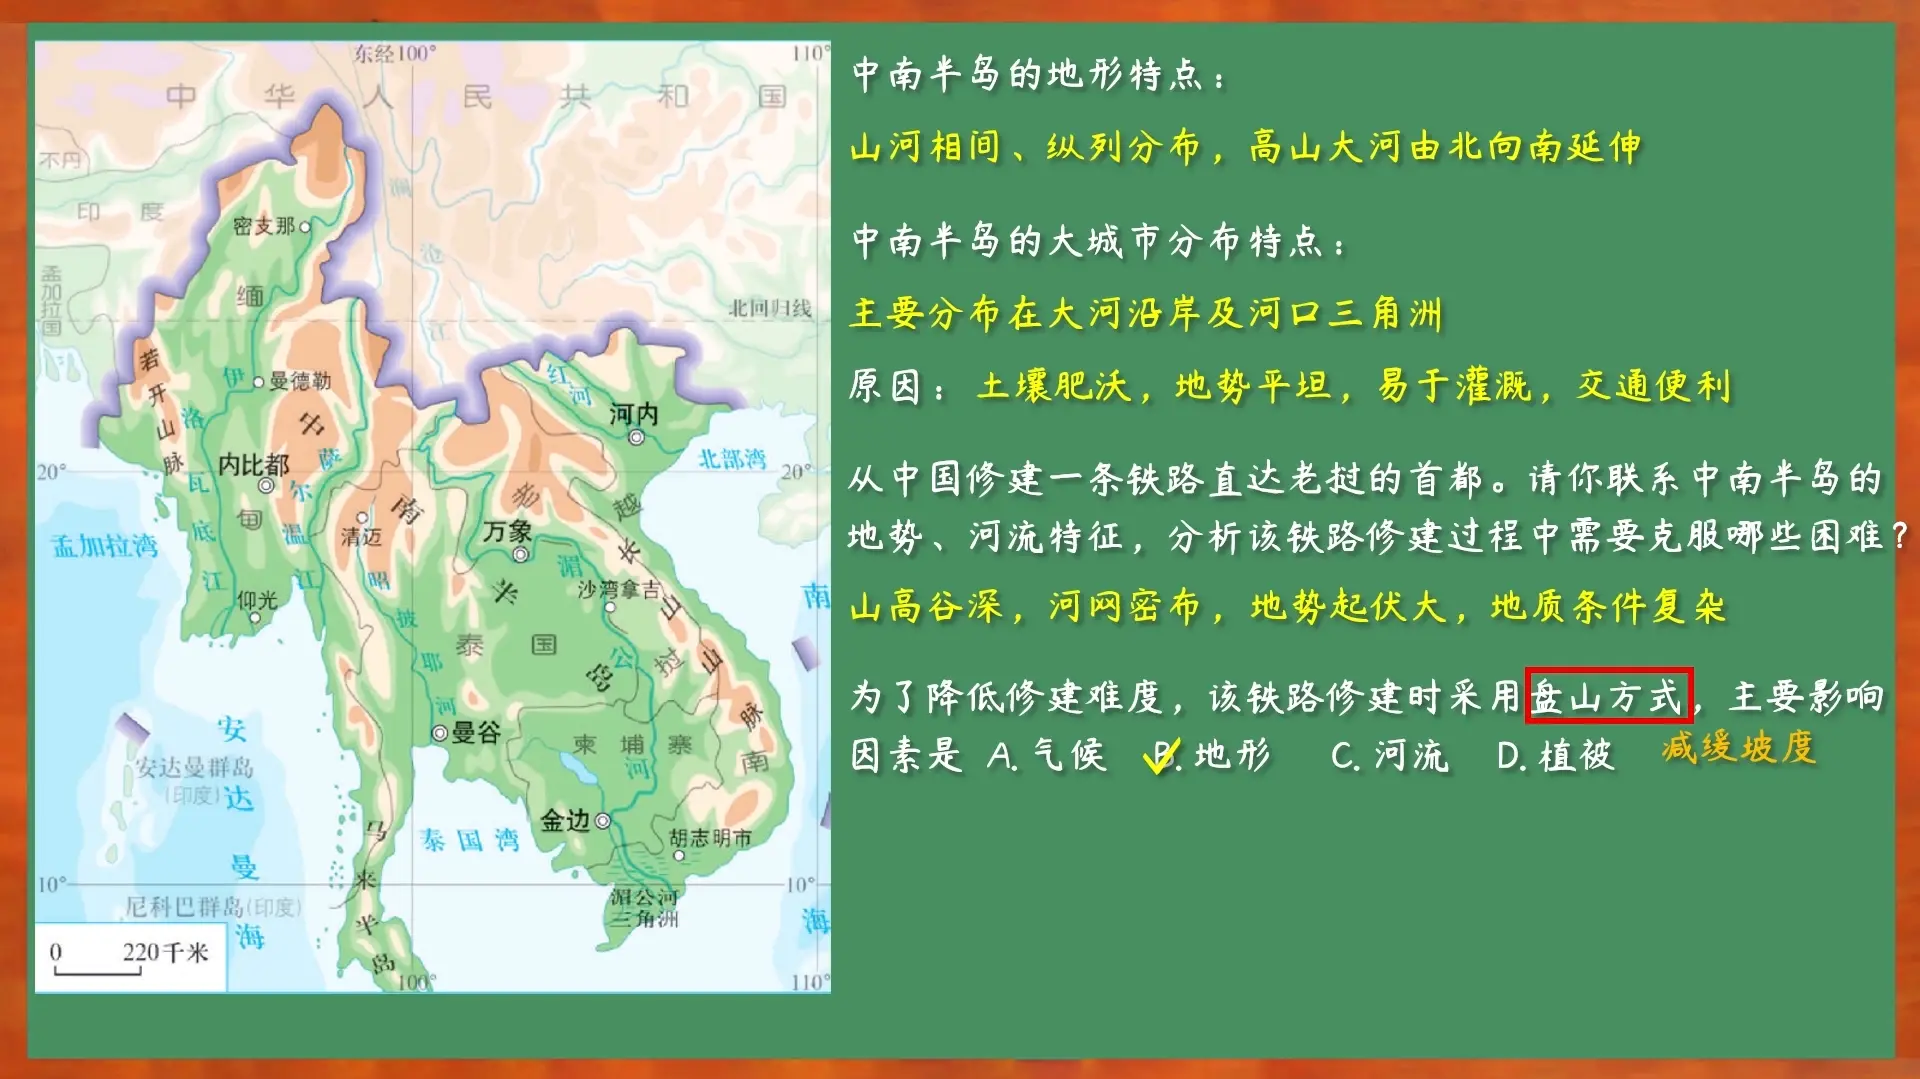 东经100°
110°
中华人民共和国
不丹
印度
澜
密支那
沧
孟加拉国
缅
江
北回归线
若开山脉
伊洛瓦底江
曼德勒
红河
河内
中
20°
内比都
萨尔温江
北部湾
20°
甸
南
老
越
孟加拉湾
清迈
万象
长
湄
沙湾拿吉
南
仰光
昭披耶河
半
山
泰国
岛
公
挝
山
脉
安达曼海
曼谷
柬埔寨
河
南
安达曼群岛
(印度)
金边
泰国湾
胡志明市
马来半岛
10°
10°
尼科巴群岛(印度)
湄公河
三角洲
海
0 220千米
100°
110°
中南半岛的地形特点：
山河相间、纵列分布，高山大河由北向南延伸
中南半岛的大城市分布特点：
主要分布在大河沿岸及河口三角洲
原因：土壤肥沃，地势平坦，易于灌溉，交通便利
从中国修建一条铁路直达老挝的首都。请你联系中南半岛的
地势、河流特征，分析该铁路修建过程中需要克服哪些困难？
山高谷深，河网密布，地势起伏大，地质条件复杂
为了降低修建难度，该铁路修建时采用盘山方式，主要影响
因素是 A.气候 B.地形 C.河流 D.植被 减缓坡度